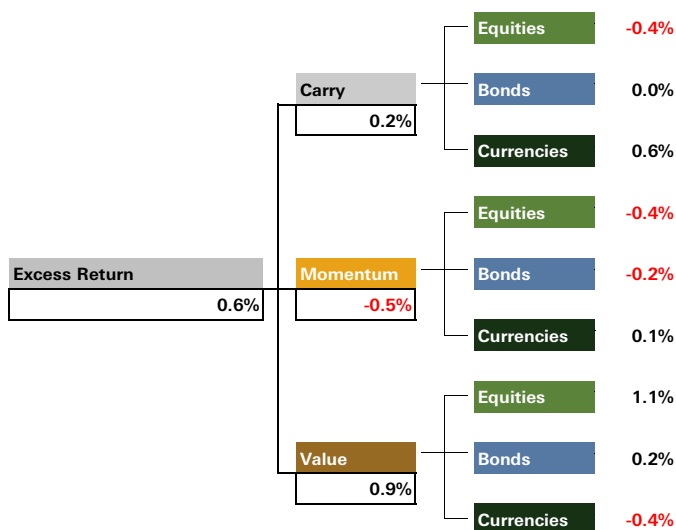 Equities -0.4%
Carry Bonds 0.0%
0.2%
Currencies 0.6%
Equities -0.4%
Excess Return Momentum Bonds -0.2%
0.6% -0.5%
Currencies 0.1%
Equities 1.1%
Value Bonds 0.2%
0.9%
Currencies -0.4%